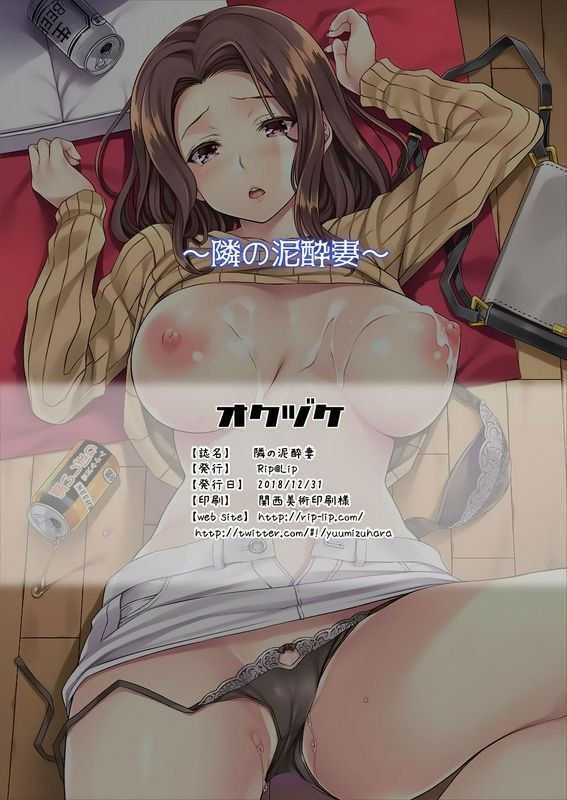 生
BEER
～隣の泥酔妻～
オクヅケ
【誌名】 隣の泥酔妻
【発行】 Rip@Lip
【発行日】 2018/12/31
【印刷】 関西美術印刷様
【web site】 http://rip-lip.com/
http://twitter.com/#!/yuumizuhara